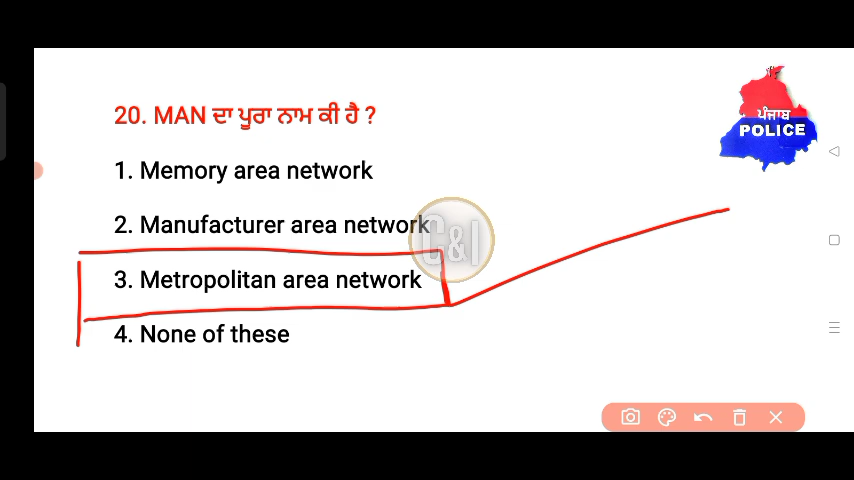 20. MAN ਦਾ ਪੂਰਾ ਨਾਮ ਕੀ ਹੈ ?
ਪੰਜਾਬ
POLICE
1. Memory area network
2. Manufacturer area network
C&I
3. Metropolitan area network
4. None of these